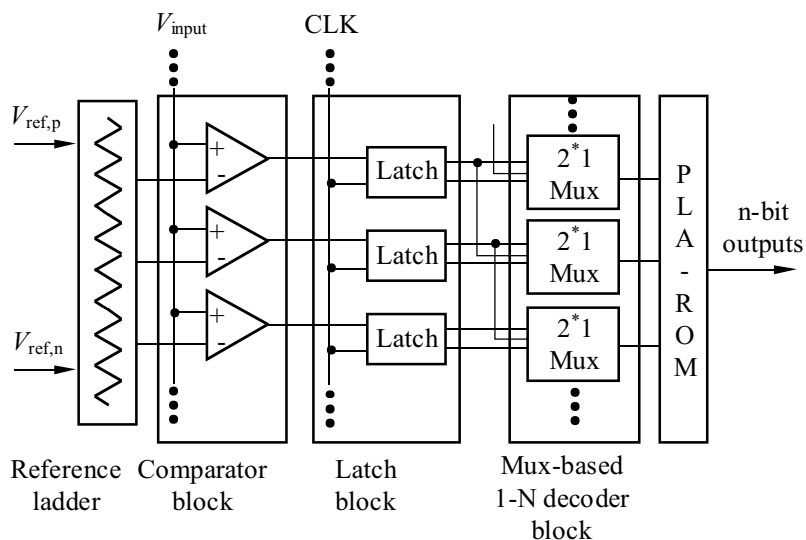 V_input
CLK
V_ref,p
V_ref,n
+
-
+
-
+
-
Latch
Latch
Latch
2*1
Mux
2*1
Mux
2*1
Mux
P
L
A
-
R
O
M
n-bit
outputs
Reference
ladder
Comparator
block
Latch
block
Mux-based
1-N decoder
block